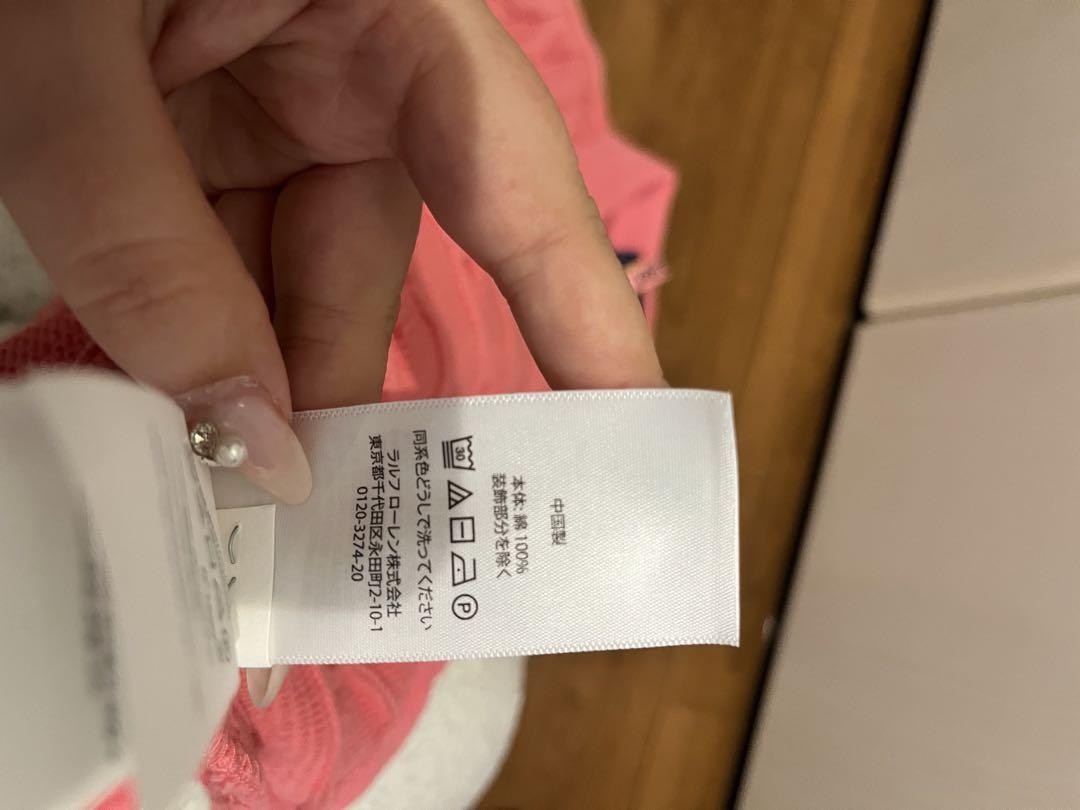 中国製
本体: 綿 100%
装飾部分を除く
30
P
同系色どうしで洗ってください
ラルフ ローレン株式会社
東京都千代田区永田町2-10-1
0120-3274-20